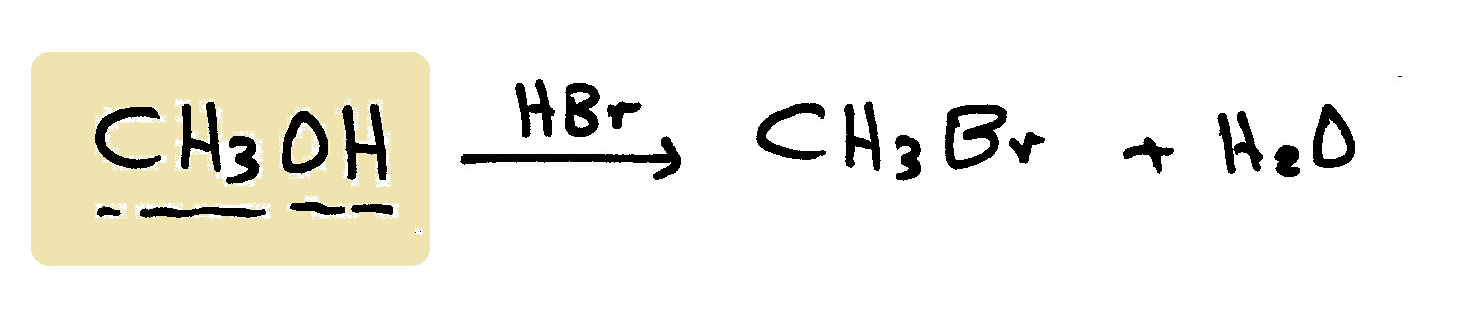 CH₃OH HBr → CH₃Br + H₂O